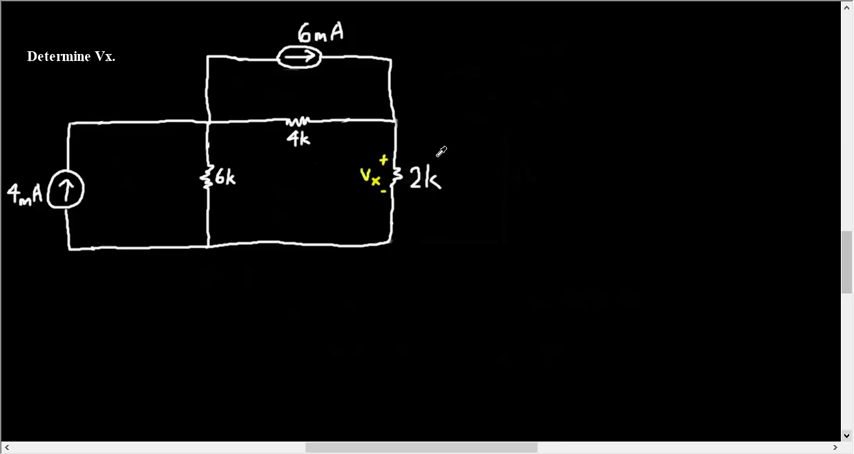 6mA
Determine Vx.
4k
4mA
6k
Vx
+
-
2k